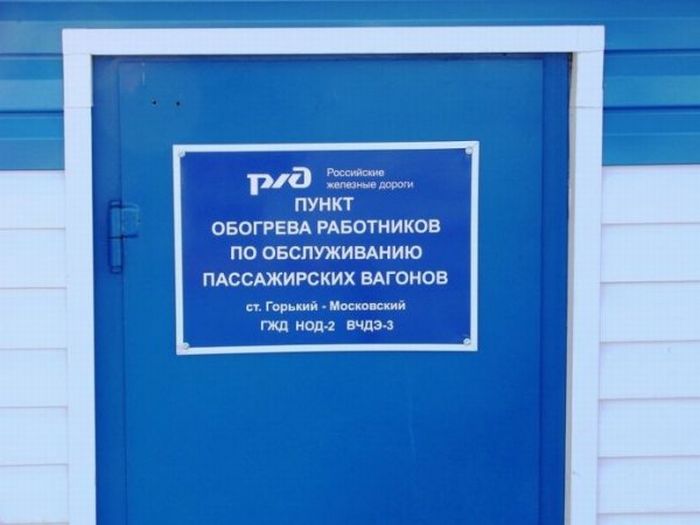 РЖД Российские
железные дороги
ПУНКТ
ОБОГРЕВА РАБОТНИКОВ
ПО ОБСЛУЖИВАНИЮ
ПАССАЖИРСКИХ ВАГОНОВ
ст. Горький - Московский
ГЖД НОД-2 ВЧДЭ-3